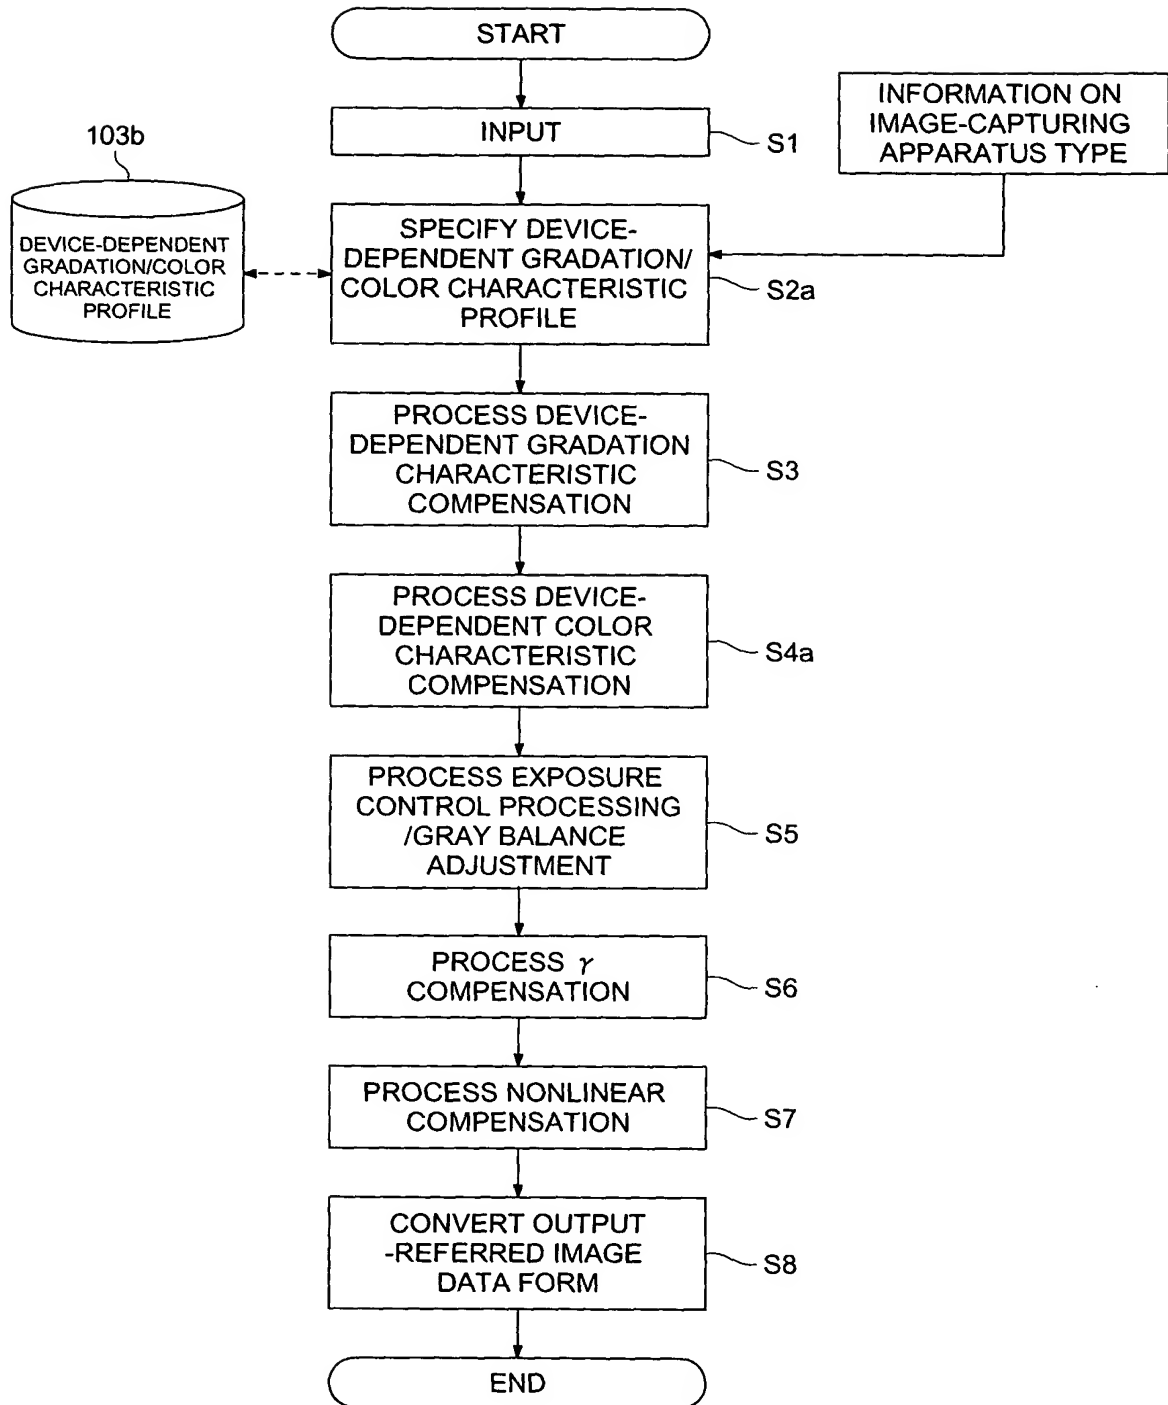 START
INPUT
S1
INFORMATION ON
IMAGE-CAPTURING
APPARATUS TYPE
103b
DEVICE-DEPENDENT
GRADATION/COLOR
CHARACTERISTIC
PROFILE
SPECIFY DEVICE-
DEPENDENT GRADATION/
COLOR CHARACTERISTIC
PROFILE
S2a
PROCESS DEVICE-
DEPENDENT GRADATION
CHARACTERISTIC
COMPENSATION
S3
PROCESS DEVICE-
DEPENDENT COLOR
CHARACTERISTIC
COMPENSATION
S4a
PROCESS EXPOSURE
CONTROL PROCESSING
/GRAY BALANCE
ADJUSTMENT
S5
PROCESS γ
COMPENSATION
S6
PROCESS NONLINEAR
COMPENSATION
S7
CONVERT OUTPUT
-REFERRED IMAGE
DATA FORM
S8
END